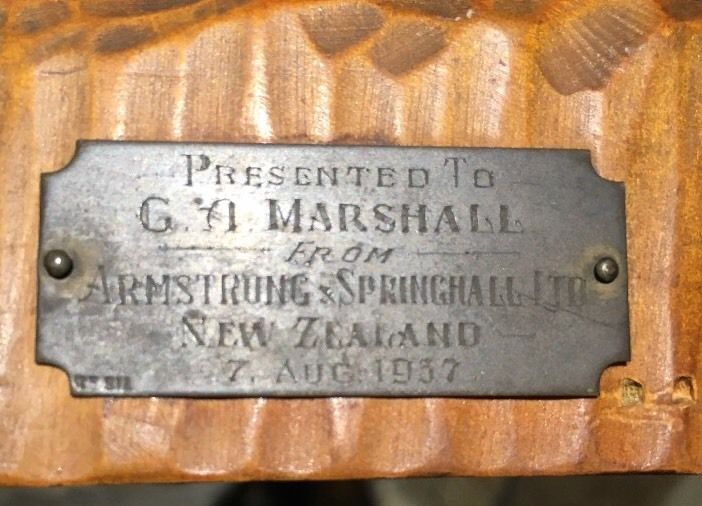 PRESENTED TO
G. A. MARSHALL
FROM
ARMSTRONG & SPRINGHALL LTD
NEW ZEALAND
7. AUG. 1937